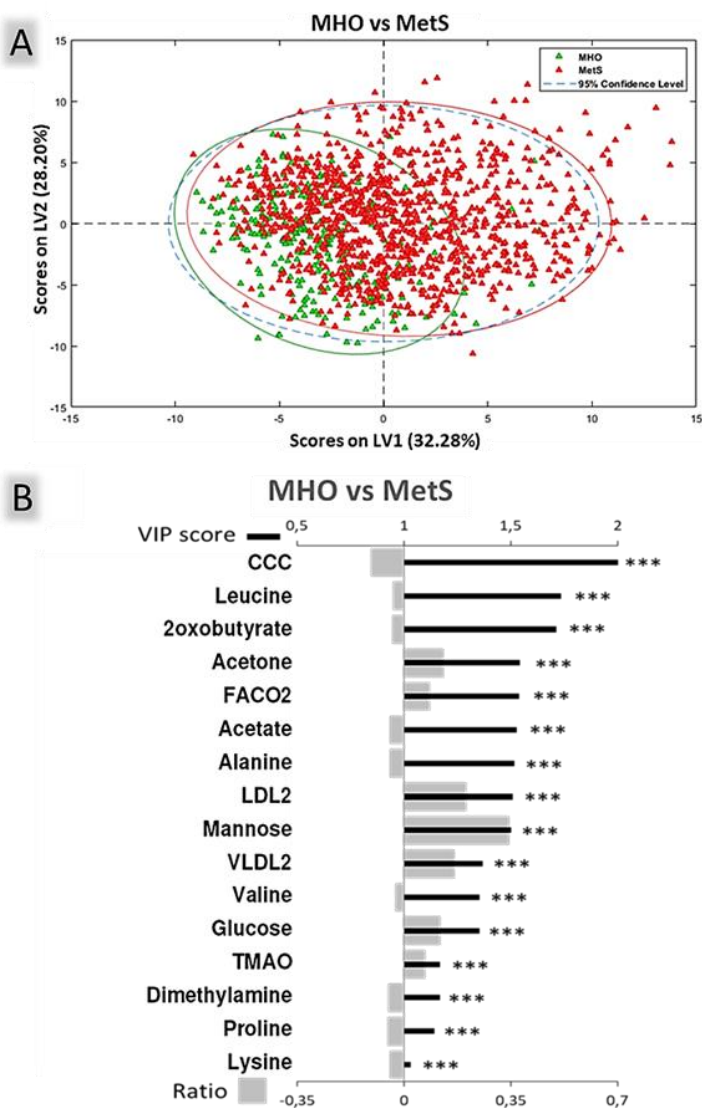 A
MHO vs MetS
15
10
5
0
-5
-10
-15
Scores on LV2 (28.20%)
MHO
MetS
95% Confidence Level
-15 -10 -5 0 5 10 15
Scores on LV1 (32.28%)
B
MHO vs MetS
VIP score 0,5 1 1,5 2
CCC ***
Leucine ***
2oxobutyrate ***
Acetone ***
FACO2 ***
Acetate ***
Alanine ***
LDL2 ***
Mannose ***
VLDL2 ***
Valine ***
Glucose ***
TMAO ***
Dimethylamine ***
Proline ***
Lysine ***
Ratio -0,35 0 0,35 0,7